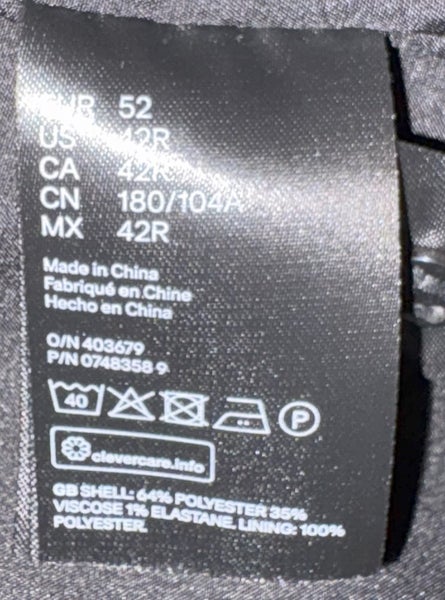 EUR 52
US 42R
CA 42R
CN 180/104A
MX 42R
Made in China
Fabriqué en Chine
Hecho en China
O/N 403679
P/N 0748358 9
40 P
clevercare.info
GB SHELL: 64% POLYESTER 35%
VISCOSE 1% ELASTANE. LINING: 100%
POLYESTER.